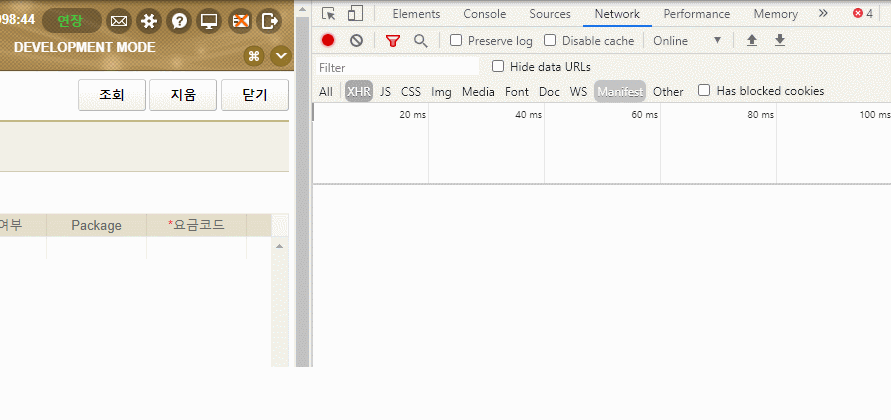 098:44 연장
DEVELOPMENT MODE
조회 지움 닫기
여부 Package *요금코드
Elements Console Sources Network Performance Memory » 4
Preserve log Disable cache Online
Filter Hide data URLs
All XHR JS CSS Img Media Font Doc WS Manifest Other Has blocked cookies
20 ms 40 ms 60 ms 80 ms 100 ms